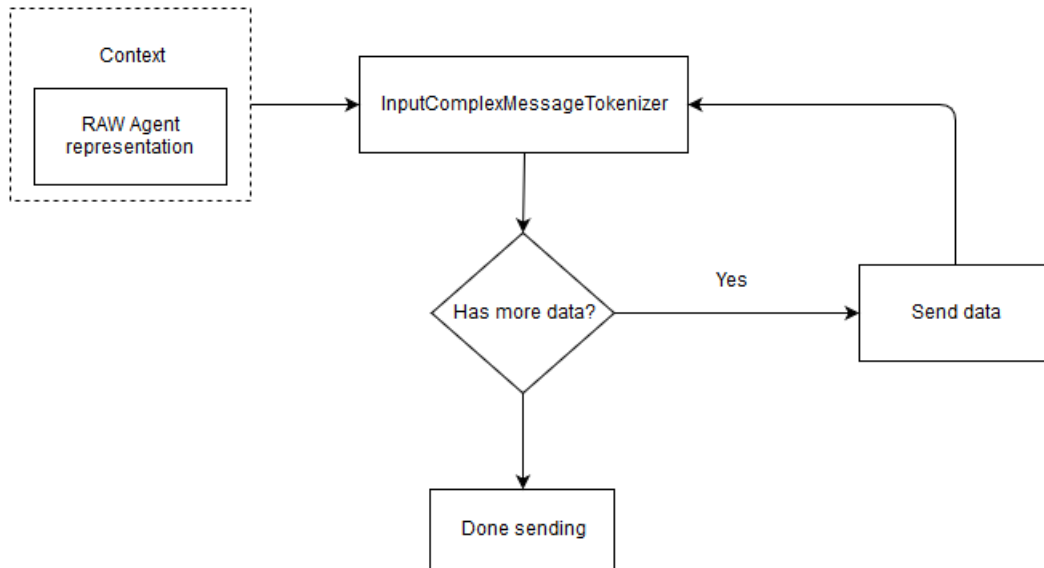 Context
RAW Agent
representation
InputComplexMessageTokenizer
Has more data?
Yes
Send data
Done sending